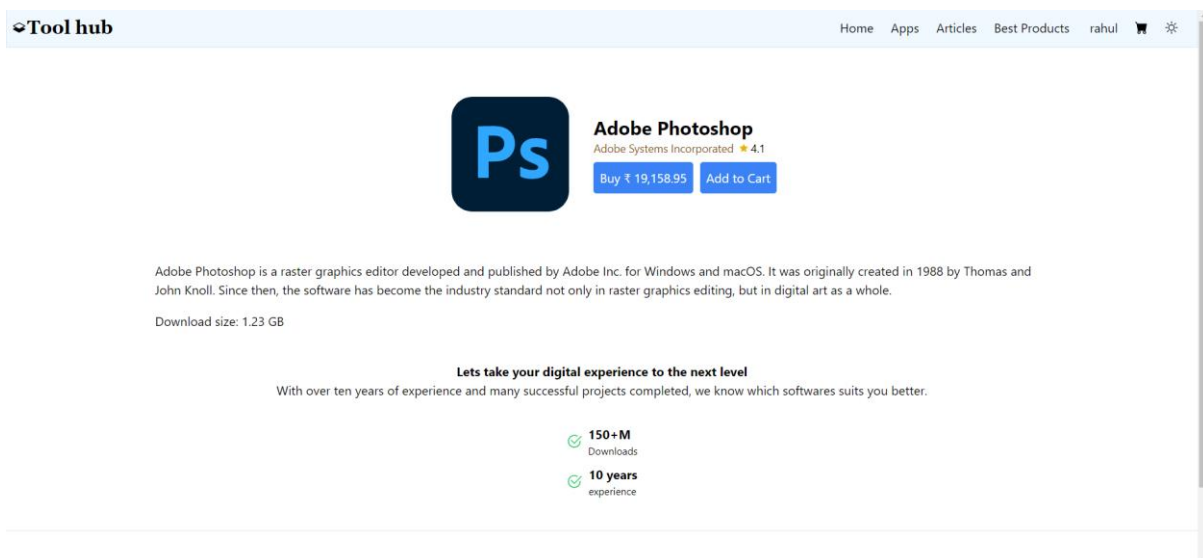 Tool hub
Home Apps Articles Best Products rahul
Ps
Adobe Photoshop
Adobe Systems Incorporated ★ 4.1
Buy ₹ 19,158.95 Add to Cart
Adobe Photoshop is a raster graphics editor developed and published by Adobe Inc. for Windows and macOS. It was originally created in 1988 by Thomas and
John Knoll. Since then, the software has become the industry standard not only in raster graphics editing, but in digital art as a whole.
Download size: 1.23 GB
Lets take your digital experience to the next level
With over ten years of experience and many successful projects completed, we know which softwares suits you better.
150+M
Downloads
10 years
experience